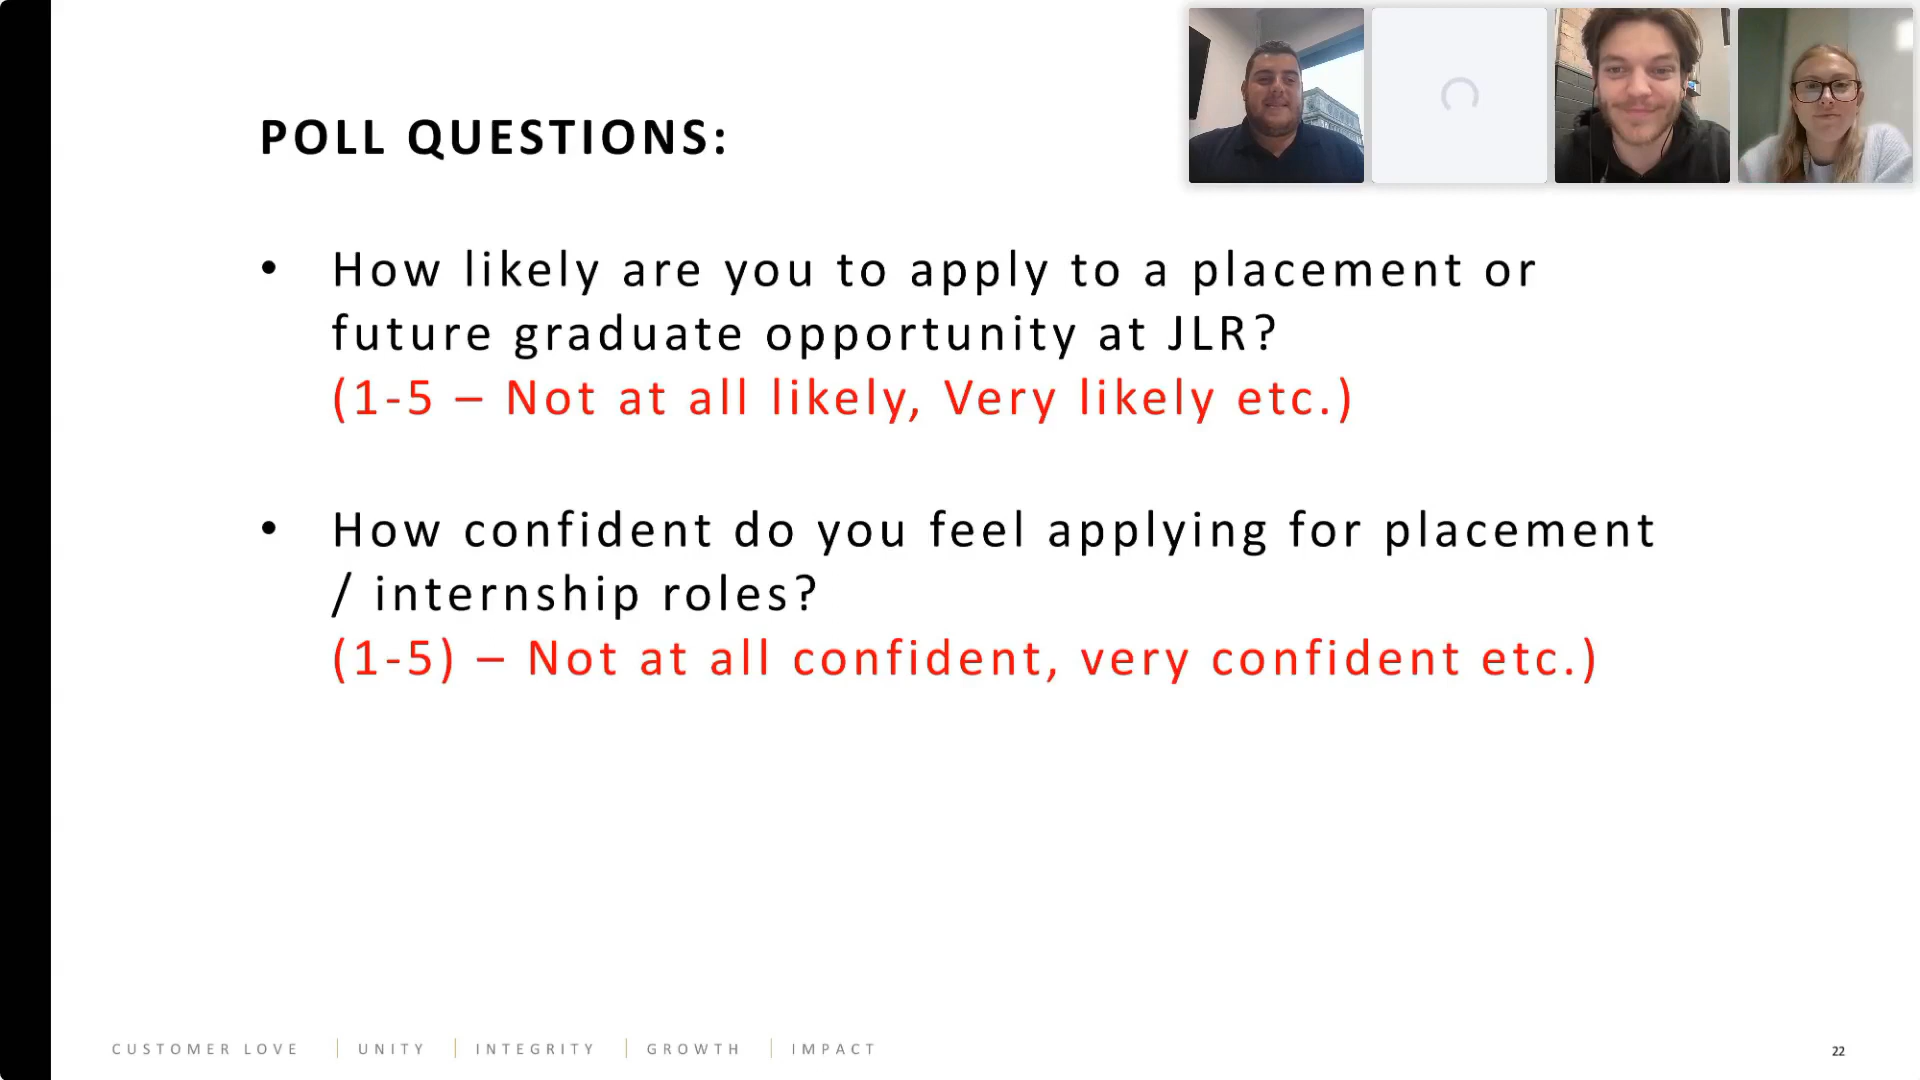 POLL QUESTIONS:
• How likely are you to apply to a placement or
future graduate opportunity at JLR?
(1-5 – Not at all likely, Very likely etc.)
• How confident do you feel applying for placement
/ internship roles?
(1-5) – Not at all confident, very confident etc.)
CUSTOMER LOVE | UNITY | INTEGRITY | GROWTH | IMPACT
22